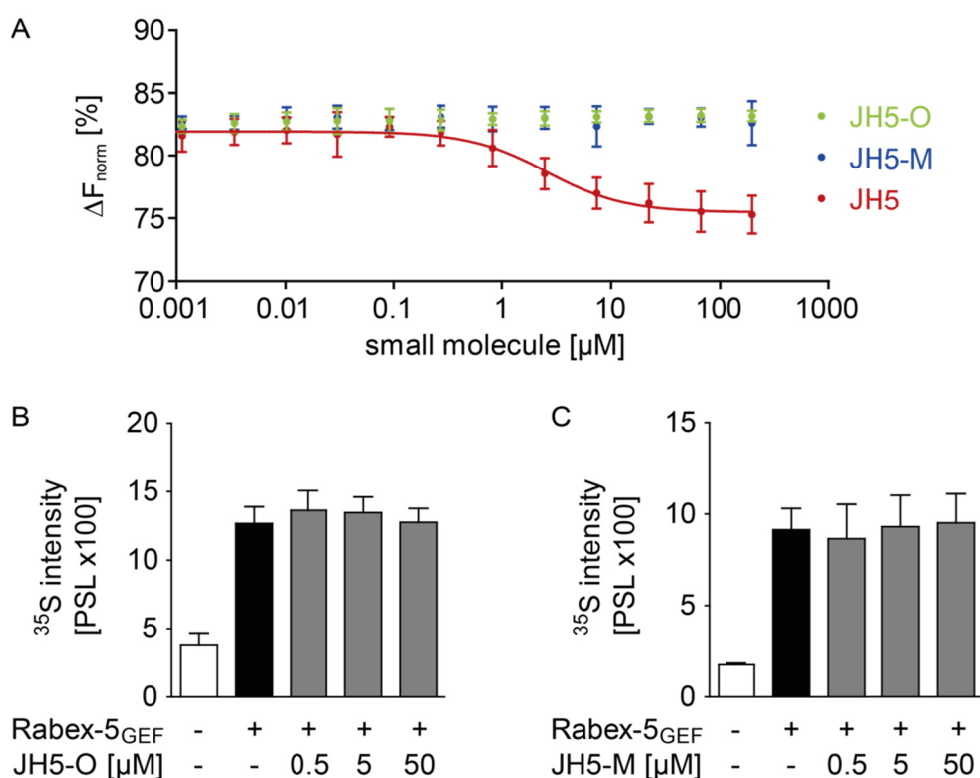 A
90
85
80
75
70
ΔFnorm [%]
0.001 0.01 0.1 1 10 100 1000
small molecule [µM]
JH5-O
JH5-M
JH5
B
20
15
10
5
0
35S intensity
[PSL x100]
Rabex-5GEF - + + + +
JH5-O [µM] - - 0.5 5 50
C
15
10
5
0
35S intensity
[PSL x100]
Rabex-5GEF - + + + +
JH5-M [µM] - - 0.5 5 50